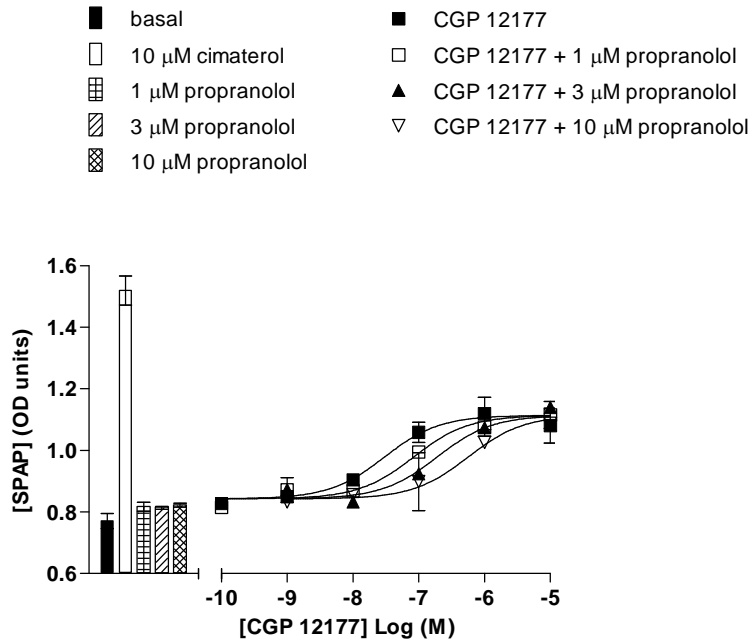 basal
10 μM cimaterol
1 μM propranolol
3 μM propranolol
10 μM propranolol
CGP 12177
CGP 12177 + 1 μM propranolol
CGP 12177 + 3 μM propranolol
CGP 12177 + 10 μM propranolol
[SPAP] (OD units)
1.6
1.4
1.2
1.0
0.8
0.6
-10 -9 -8 -7 -6 -5
[CGP 12177] Log (M)